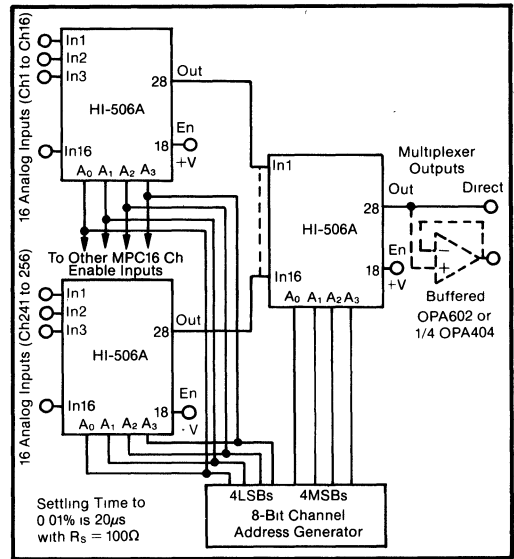 16 Analog Inputs (Ch1 to Ch16)
In1
In2
In3
28
Out
HI-506A
En
18
+V
In16
A0 A1 A2 A3
To Other MPC16 Ch
Enable Inputs
16 Analog Inputs (Ch241 to 256)
In1
In2
In3
28
Out
HI-506A
En
18
- V
In16
A0 A1 A2 A3
In1
Multiplexer
Outputs
Out
Direct
28
HI-506A
En
18
+V
In16
A0 A1 A2 A3
−
+
Buffered
OPA602 or
1/4 OPA404
4LSBs 4MSBs
8-Bit Channel
Address Generator
Settling Time to
0 01% is 20µs
with RS = 100Ω